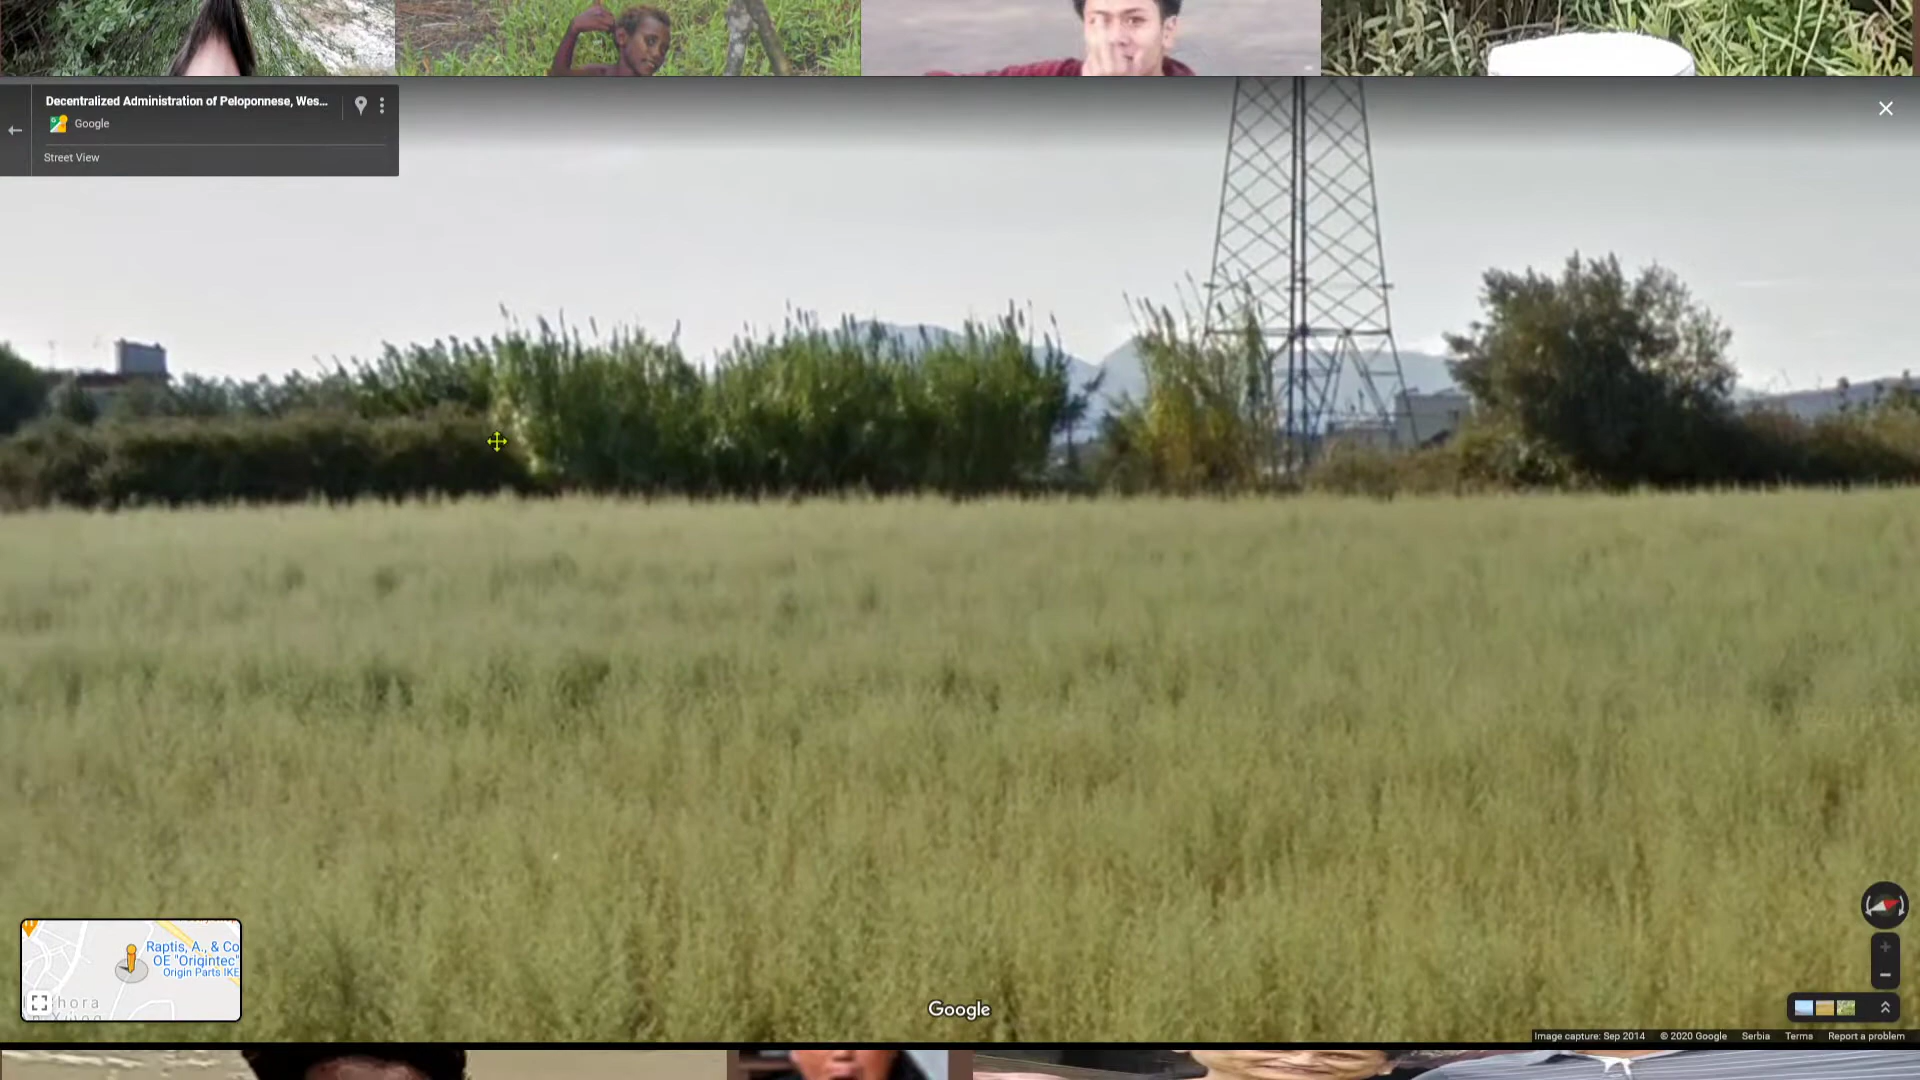 Decentralized Administration of Peloponnese, Wes...
Google
Street View
Raptis, A., & Co
OE "Origintec"
Origin Parts IKE
Google
Image capture: Sep 2014 © 2020 Google Serbia Terms Report a problem